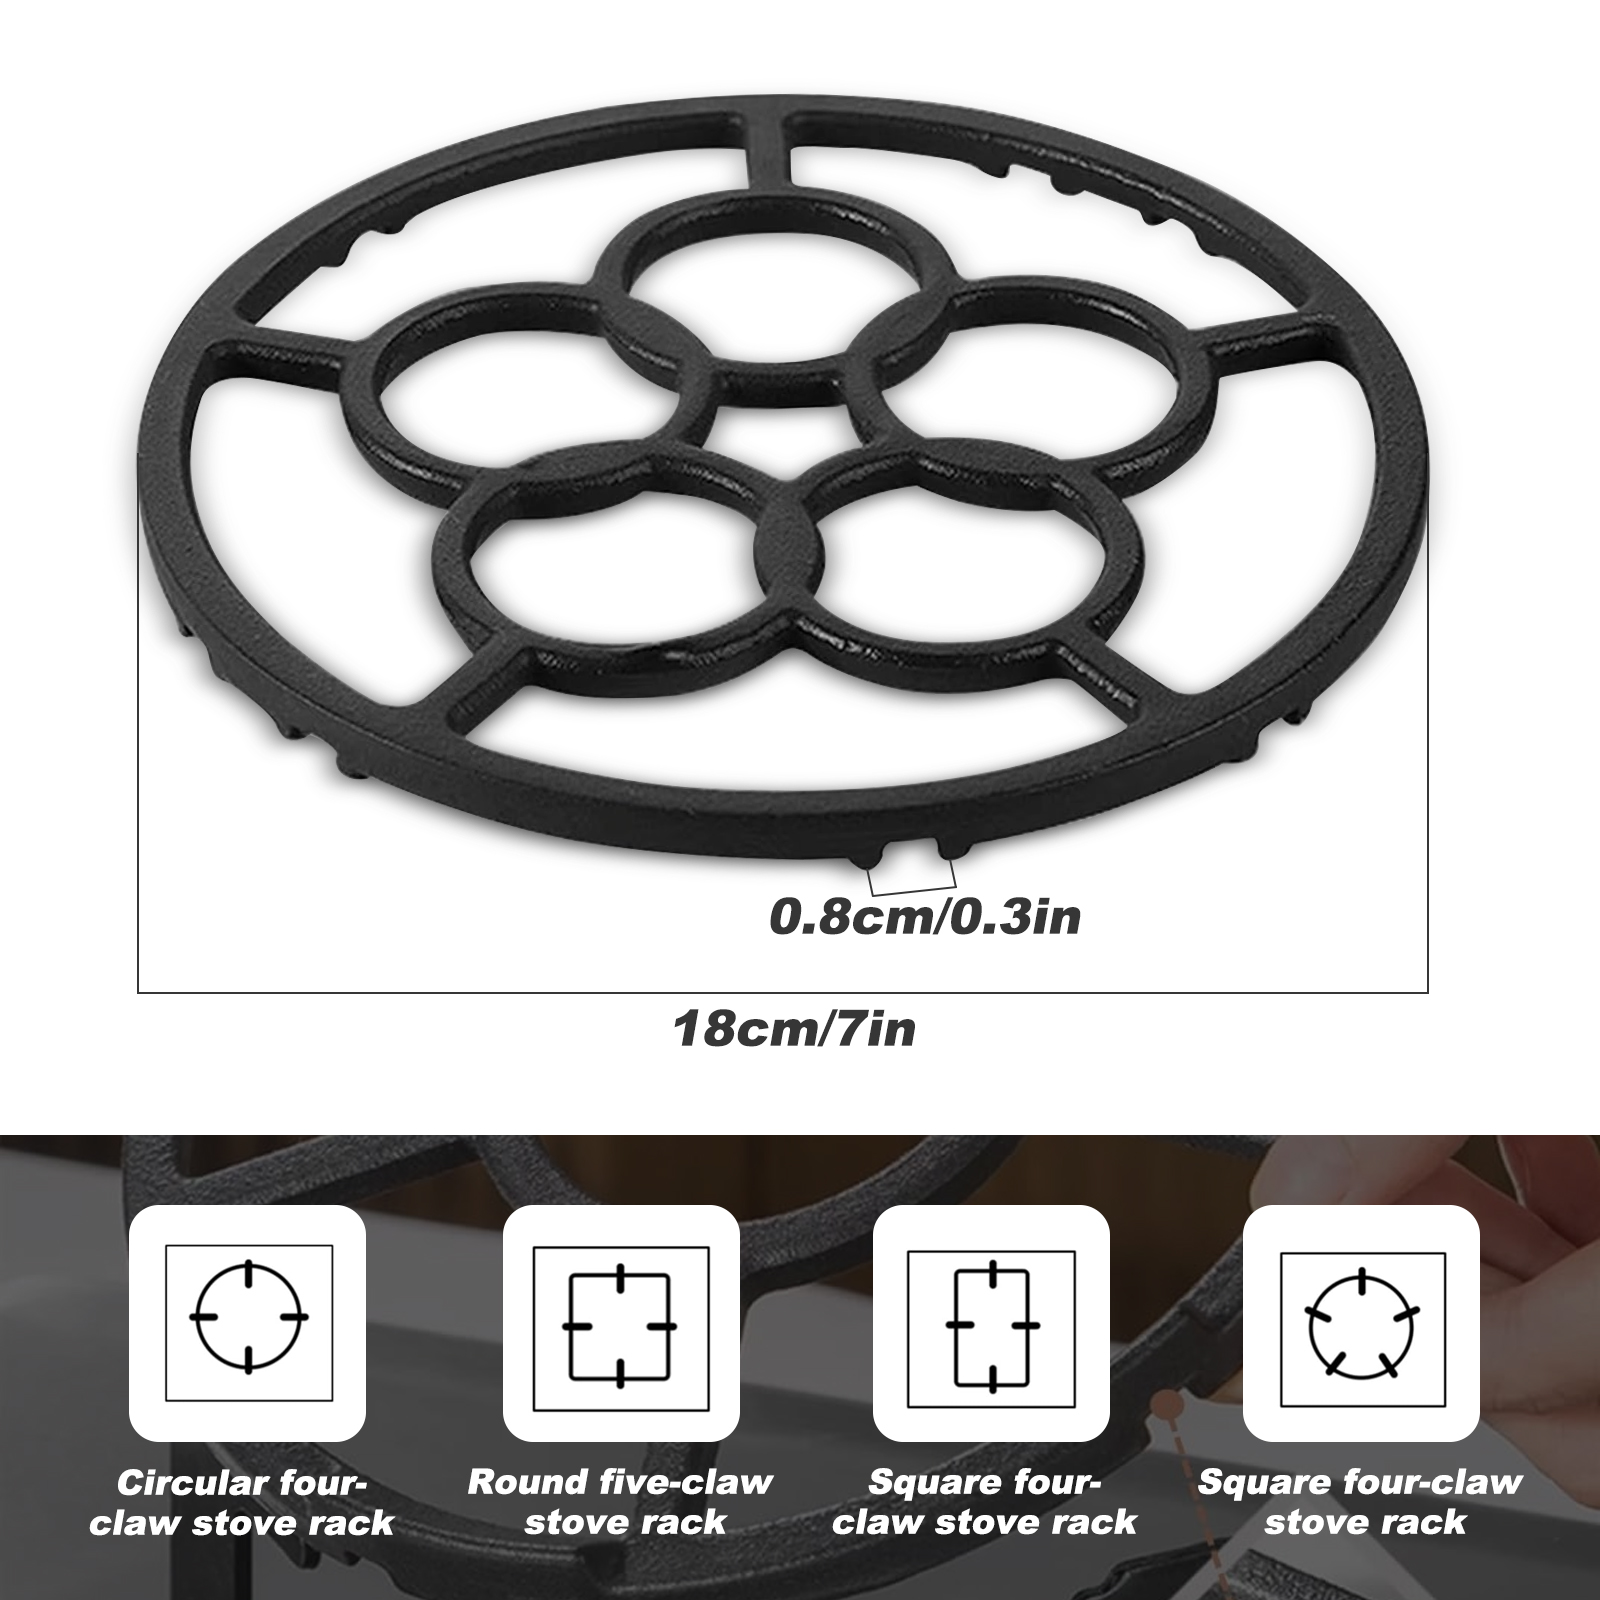 0.8cm/0.3in
18cm/7in
Circular four-
claw stove rack
Round five-claw
stove rack
Square four-
claw stove rack
Square four-claw
stove rack